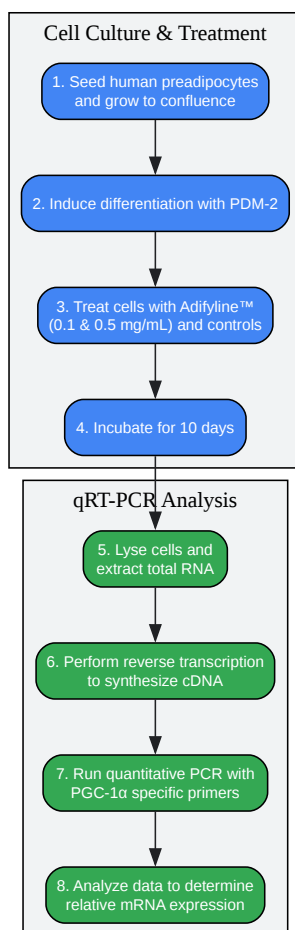 Cell Culture & Treatment
1. Seed human preadipocytes
and grow to confluence
2. Induce differentiation with PDM-2
3. Treat cells with Adifyline™
(0.1 & 0.5 mg/mL) and controls
4. Incubate for 10 days
qRT-PCR Analysis
5. Lyse cells and
extract total RNA
6. Perform reverse transcription
to synthesize cDNA
7. Run quantitative PCR with
PGC-1α specific primers
8. Analyze data to determine
relative mRNA expression